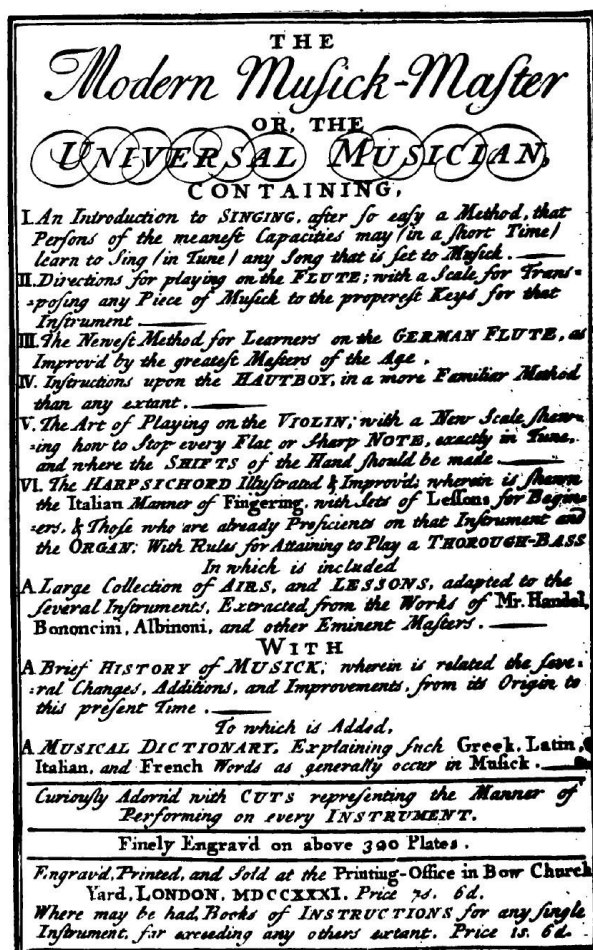 THE
Modern Muſick-Maſter
OR, THE
UNIVERSAL MUSICIAN,
CONTAINING,
I. An Introduction to SINGING, after ſo eaſy a Method, that
Perſons of the meaneſt Capacities may (in a ſhort Time)
learn to Sing (in Tune) any Song that is ſet to Muſick.
II. Directions for playing on the FLUTE; with a Scale for Tranſ-
-poſing any Piece of Muſick to the propereſt Keys for that
Inſtrument
III. The Neweſt Method for Learners on the GERMAN FLUTE, as
Improv'd by the greateſt Maſters of the Age.
IV. Inſtructions upon the HAUTBOY, in a more Familiar Method
than any extant.
V. The Art of Playing on the VIOLIN; with a New Scale ſhew-
ing how to Stop every Flat or Sharp NOTE, exactly in Tune,
and where the SHIFTS of the Hand ſhould be made
VI. The HARPSICHORD Illuſtrated & Improv'd; wherein is ſhewn
the Italian Manner of Fingering, with Sets of Leſſons for Begin-
ers, & Thoſe who are already Proficients on that Inſtrument and
the ORGAN; With Rules for Attaining to Play a THOROUGH-BASS
In which is included
A Large Collection of AIRS, and LESSONS, adapted to the
ſeveral Inſtruments, Extracted from the Works of Mr. Handel,
Bononcini, Albinoni, and other Eminent Maſters.
WITH
A Brief HISTORY of MUSICK; wherein is related the ſeve-
-ral Changes, Additions, and Improvements, from its Origin to
this preſent Time.
To which is Added,
A MUSICAL DICTIONARY, Explaining ſuch Greek, Latin,
Italian, and French Words as generally occur in Muſick.
Curiouſly Adorn'd with CUTS repreſenting the Manner of
Performing on every INSTRUMENT.
Finely Engrav'd on above 320 Plates.
Engrav'd, Printed, and Sold at the Printing-Office in Bow Church
Yard, LONDON, MDCCXXXI. Price 7s. 6d.
Where may be had, Books of INSTRUCTIONS for any ſingle
Inſtrument, far exceeding any others extant. Price 1s. 6d.